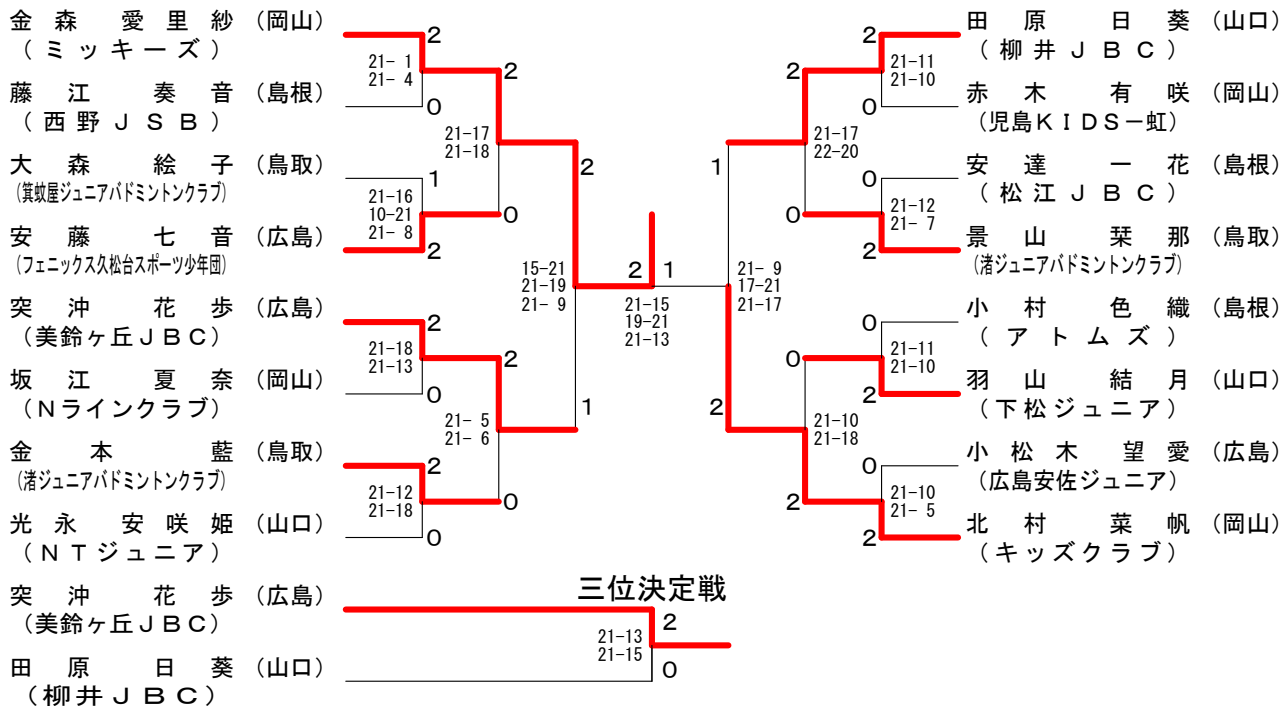 金森 愛里紗 (岡山)
(ミッキーズ)
藤江 奏音 (島根)
(西野JSB)
大森 絵子 (鳥取)
(箕蚊屋ジュニアバドミントンクラブ)
安藤 七音 (広島)
(フェニックス久松台スポーツ少年団)
突沖 花歩 (広島)
(美鈴ヶ丘JBC)
坂江 夏奈 (岡山)
(Nラインクラブ)
金本 藍 (鳥取)
(渚ジュニアバドミントンクラブ)
光永 安咲姫 (山口)
(NTジュニア)
2
21- 1
21- 4
0
1
21-16
10-21
21- 8
2
2
21-18
21-13
0
2
21-12
21-18
0
2
21-17
21-18
0
2
21- 5
21- 6
0
2
15-21
21-19
21- 9
1
2 1
21-15
19-21
21-13
1
21- 9
17-21
21-17
2
2
21-17
22-20
0
0
21-10
21-18
2
2
21-11
21-10
0
0
21-12
21- 7
2
0
21-11
21-10
2
0
21-10
21- 5
2
田原 日葵 (山口)
(柳井JBC)
赤木 有咲 (岡山)
(児島KIDS-虹)
安達 一花 (島根)
(松江JBC)
景山 栞那 (鳥取)
(渚ジュニアバドミントンクラブ)
小村 色織 (島根)
(アトムズ)
羽山 結月 (山口)
(下松ジュニア)
小松木 望愛 (広島)
(広島安佐ジュニア)
北村 菜帆 (岡山)
(キッズクラブ)
三位決定戦
突沖 花歩 (広島)
(美鈴ヶ丘JBC)
田原 日葵 (山口)
(柳井JBC)
2
21-13
21-15
0